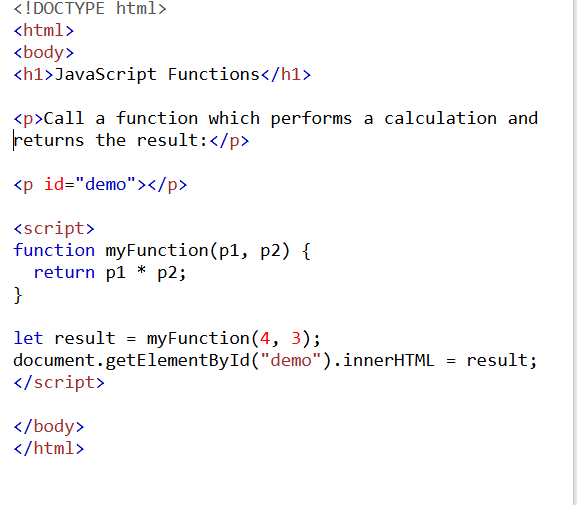 <!DOCTYPE html>
<html>
<body>
<h1>JavaScript Functions</h1>
<p>Call a function which performs a calculation and
returns the result:</p>
<p id="demo"></p>
<script>
function myFunction(p1, p2) {
  return p1 * p2;
}
let result = myFunction(4, 3);
document.getElementById("demo").innerHTML = result;
</script>
</body>
</html>